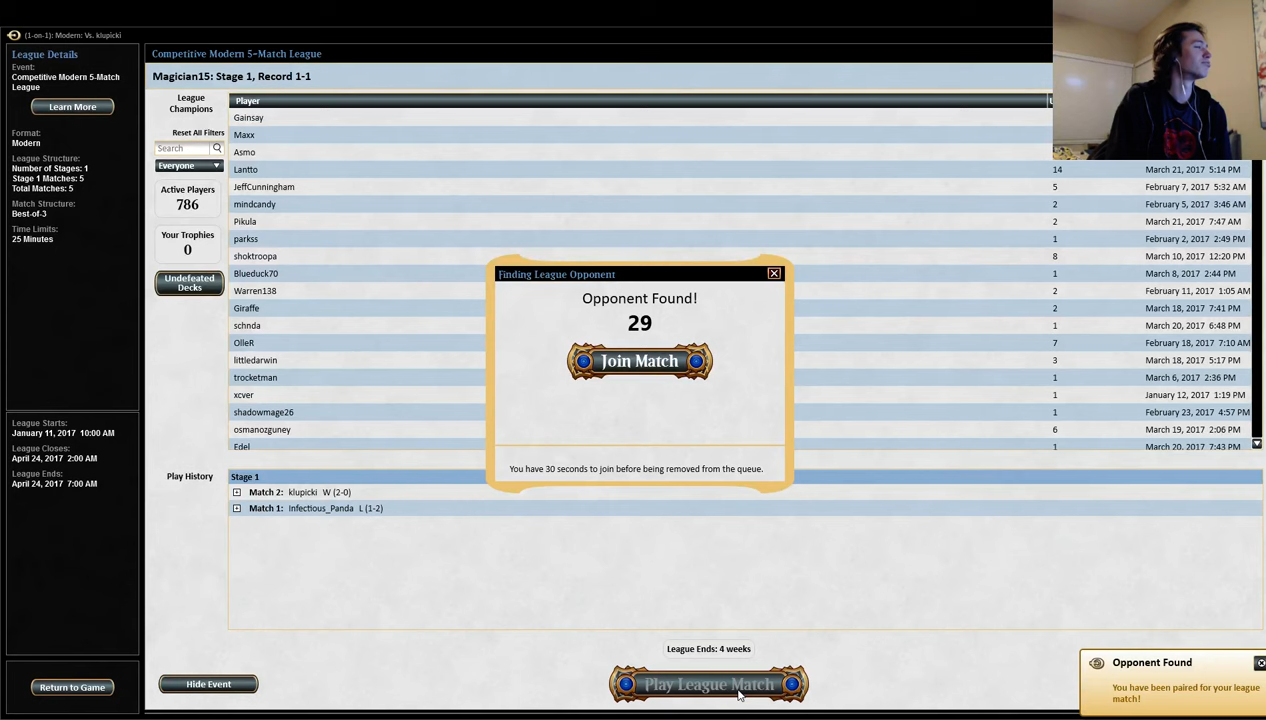 (1-on-1): Modern: Vs. klupicki
League Details
Event:
Competitive Modern 5-Match
League
Learn More
Format:
Modern
League Structure:
Number of Stages: 1
Stage 1 Matches: 5
Total Matches: 5
Match Structure:
Best-of-3
Time Limits:
25 Minutes
League Starts:
January 11, 2017 10:00 AM
League Closes:
April 24, 2017 2:00 AM
League Ends:
April 24, 2017 7:00 AM
Return to Game
Competitive Modern 5-Match League
Magician15: Stage 1, Record 1-1
League
Champions
Reset All Filters
Search
Everyone
Active Players
786
Your Trophies
0
Undefeated
Decks
Player
Gainsay
Maxx
Asmo
Lantto 14 March 21, 2017 5:14 PM
JeffCunningham 5 February 7, 2017 5:32 AM
mindcandy 2 February 5, 2017 3:46 AM
Pikula 2 March 21, 2017 7:47 AM
parkss 1 February 2, 2017 2:49 PM
shoktroopa 8 March 10, 2017 12:20 PM
Blueduck70 1 March 8, 2017 2:44 PM
Warren138 2 February 11, 2017 1:05 AM
Giraffe 2 March 18, 2017 7:41 PM
schnda 1 March 20, 2017 6:48 PM
OlleR 7 February 18, 2017 7:10 AM
littledarwin 3 March 18, 2017 5:17 PM
trocketman 1 March 6, 2017 2:36 PM
xcver 1 January 12, 2017 1:19 PM
shadowmage26 1 February 23, 2017 4:57 PM
osmanozguney 6 March 19, 2017 2:06 PM
Edel 1 March 20, 2017 7:43 PM
Finding League Opponent
Opponent Found!
29
Join Match
You have 30 seconds to join before being removed from the queue.
Play History
Stage 1
Match 2: klupicki W (2-0)
Match 1: Infectious_Panda L (1-2)
League Ends: 4 weeks
Hide Event
Play League Match
Opponent Found
You have been paired for your league
match!